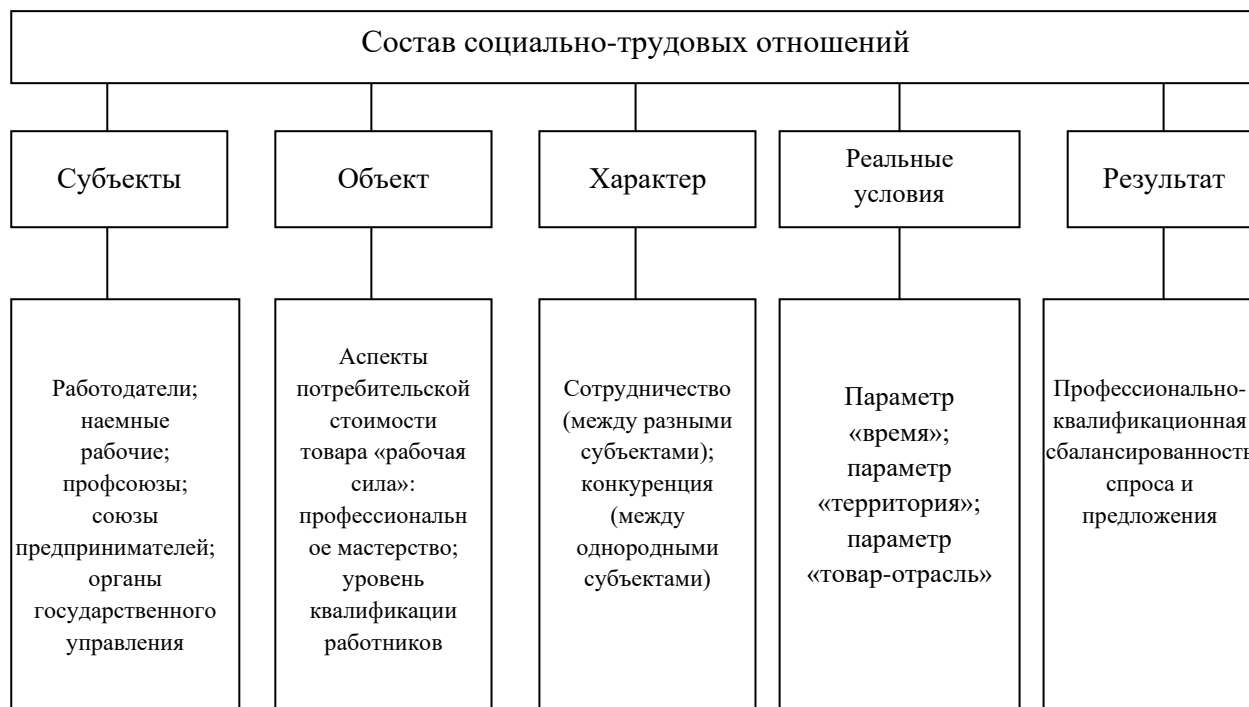 Состав социально-трудовых отношений
Субъекты
Объект
Характер
Реальные
условия
Результат
Работодатели;
наемные
рабочие;
профсоюзы;
союзы
предпринимателей;
органы
государственного
управления
Аспекты
потребительской
стоимости
товара «рабочая
сила»:
профессиональн
ое мастерство;
уровень
квалификации
работников
Сотрудничество
(между разными
субъектами);
конкуренция
(между
однородными
субъектами)
Параметр
«время»;
параметр
«территория»;
параметр
«товар-отрасль»
Профессионально-
квалификационная
сбалансированность
спроса и
предложения